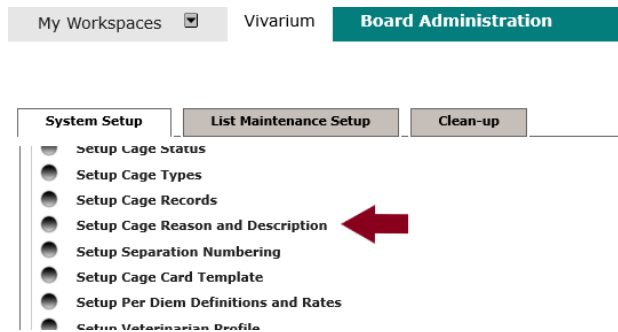 My Workspaces Vivarium Board Administration
System Setup List Maintenance Setup Clean-up
Setup Cage Status
Setup Cage Types
Setup Cage Records
Setup Cage Reason and Description
Setup Separation Numbering
Setup Cage Card Template
Setup Per Diem Definitions and Rates
Setup Veterinarian Profile